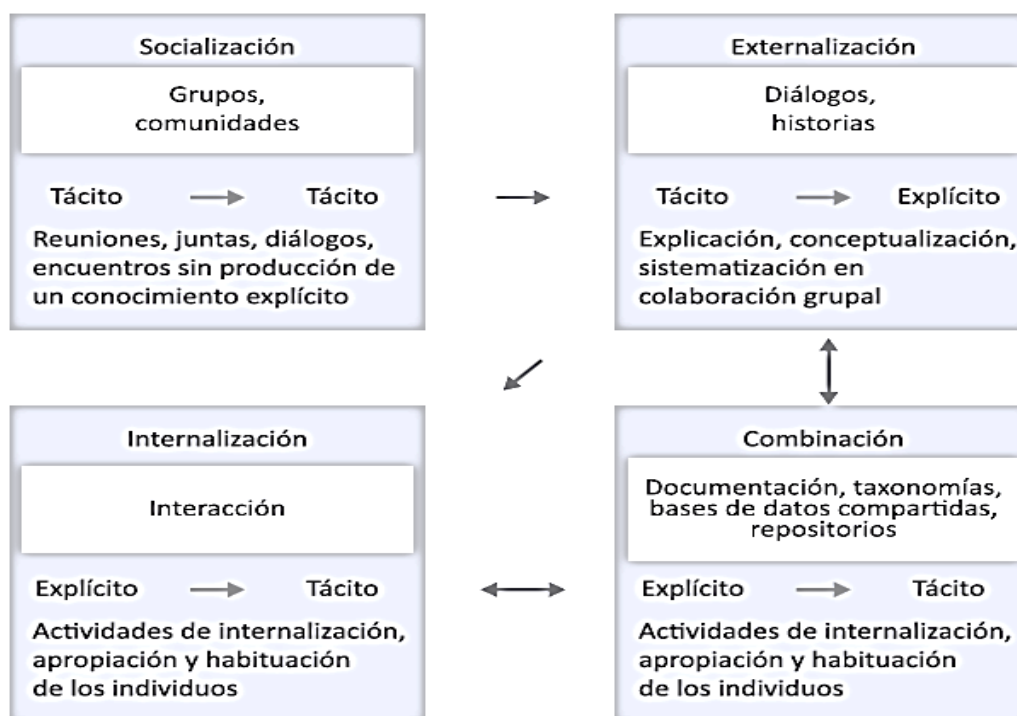 Socialización
Grupos,
comunidades
Tácito Tácito
Reuniones, juntas, diálogos,
encuentros sin producción de
un conocimiento explícito
Externalización
Diálogos,
historias
Tácito Explícito
Explicación, conceptualización,
sistematización en
colaboración grupal
Internalización
Interacción
Explícito Tácito
Actividades de internalización,
apropiación y habituación
de los individuos
Combinación
Documentación, taxonomías,
bases de datos compartidas,
repositorios
Explícito Tácito
Actividades de internalización,
apropiación y habituación
de los individuos